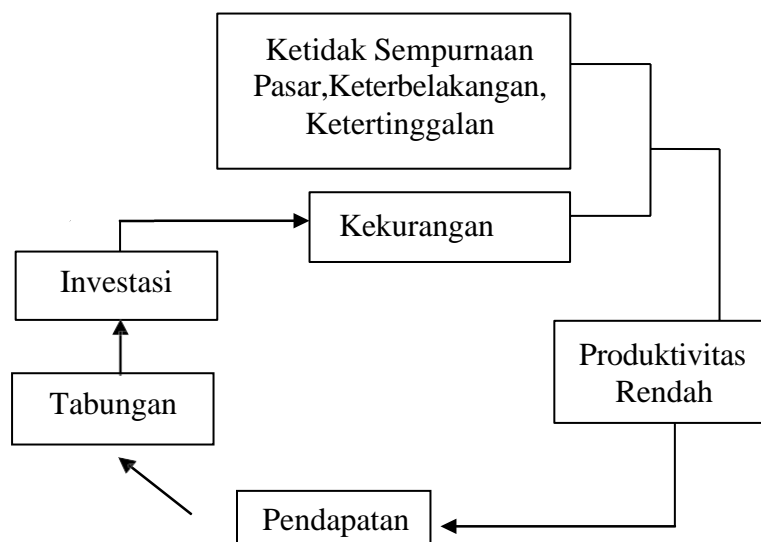 Ketidak Sempurnaan
Pasar,Keterbelakangan,
Ketertinggalan
Kekurangan
Investasi
Produktivitas
Rendah
Tabungan
Pendapatan